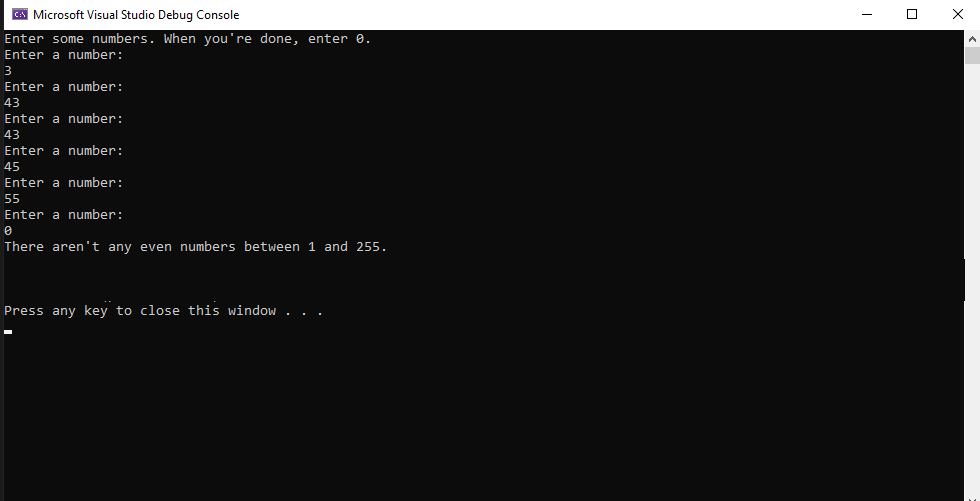 Microsoft Visual Studio Debug Console
Enter some numbers. When you're done, enter 0.
Enter a number:
3
Enter a number:
43
Enter a number:
43
Enter a number:
45
Enter a number:
55
Enter a number:
0
There aren't any even numbers between 1 and 255.
Press any key to close this window . . .